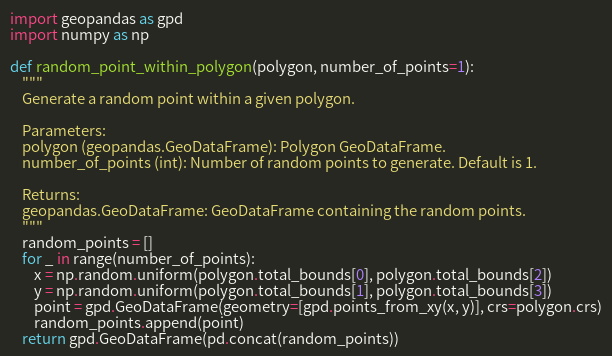 import geopandas as gpd
import numpy as np

def random_point_within_polygon(polygon, number_of_points=1):
    """
    Generate a random point within a given polygon.

    Parameters:
    polygon (geopandas.GeoDataFrame): Polygon GeoDataFrame.
    number_of_points (int): Number of random points to generate. Default is 1.

    Returns:
    geopandas.GeoDataFrame: GeoDataFrame containing the random points.
    """
    random_points = []
    for _ in range(number_of_points):
        x = np.random.uniform(polygon.total_bounds[0], polygon.total_bounds[2])
        y = np.random.uniform(polygon.total_bounds[1], polygon.total_bounds[3])
        point = gpd.GeoDataFrame(geometry=[gpd.points_from_xy(x, y)], crs=polygon.crs)
        random_points.append(point)
    return gpd.GeoDataFrame(pd.concat(random_points))